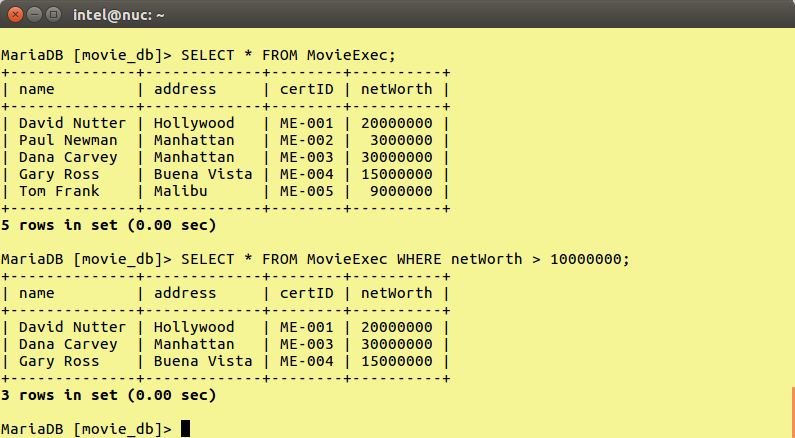 intel@nuc: ~
MariaDB [movie_db]> SELECT * FROM MovieExec;
+--------------+-------------+--------+----------+
| name         | address     | certID | netWorth |
+--------------+-------------+--------+----------+
| David Nutter | Hollywood   | ME-001 | 20000000 |
| Paul Newman  | Manhattan   | ME-002 |  3000000 |
| Dana Carvey  | Manhattan   | ME-003 | 30000000 |
| Gary Ross    | Buena Vista | ME-004 | 15000000 |
| Tom Frank    | Malibu      | ME-005 |  9000000 |
+--------------+-------------+--------+----------+
5 rows in set (0.00 sec)
MariaDB [movie_db]> SELECT * FROM MovieExec WHERE netWorth > 10000000;
+--------------+-------------+--------+----------+
| name         | address     | certID | netWorth |
+--------------+-------------+--------+----------+
| David Nutter | Hollywood   | ME-001 | 20000000 |
| Dana Carvey  | Manhattan   | ME-003 | 30000000 |
| Gary Ross    | Buena Vista | ME-004 | 15000000 |
+--------------+-------------+--------+----------+
3 rows in set (0.00 sec)
MariaDB [movie_db]>